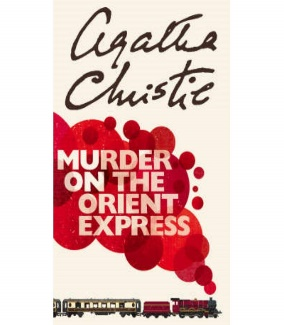 Agatha
Christie
MURDER
ON THE
ORIENT
EXPRESS